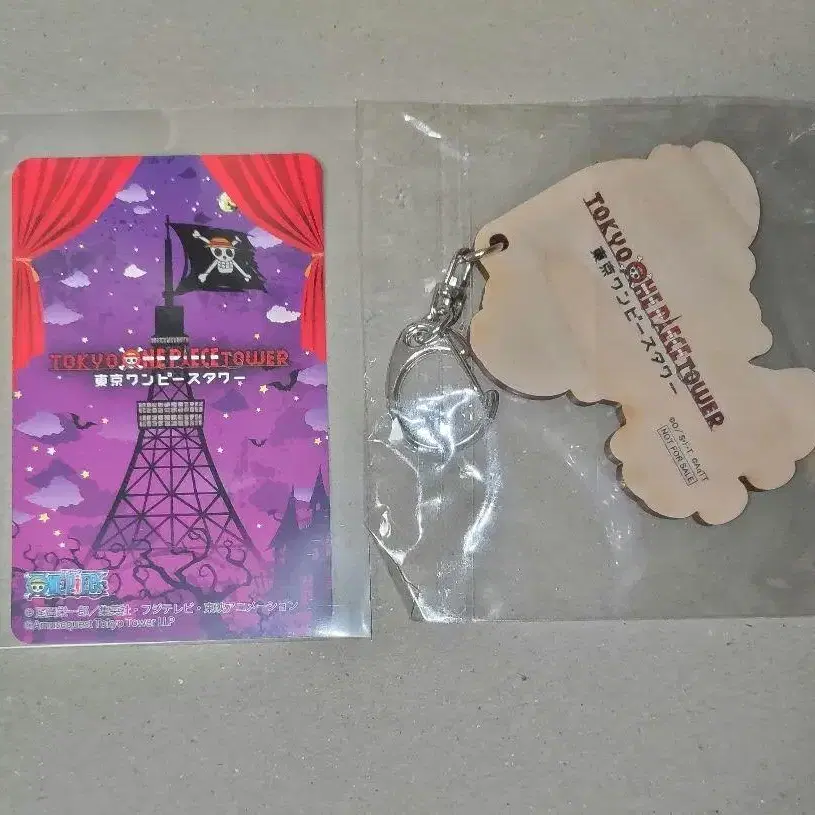 TOKYO ONE PIECE TOWER
東京ワンピースタワー
ONE PIECE
© 尾田栄一郎／集英社・フジテレビ・東映アニメーション
©Amusequest Tokyo Tower LLP
TOKYO ONE PIECE TOWER
東京ワンピースタワー
©O／S･F･T ©AQTT
NOT FOR SALE